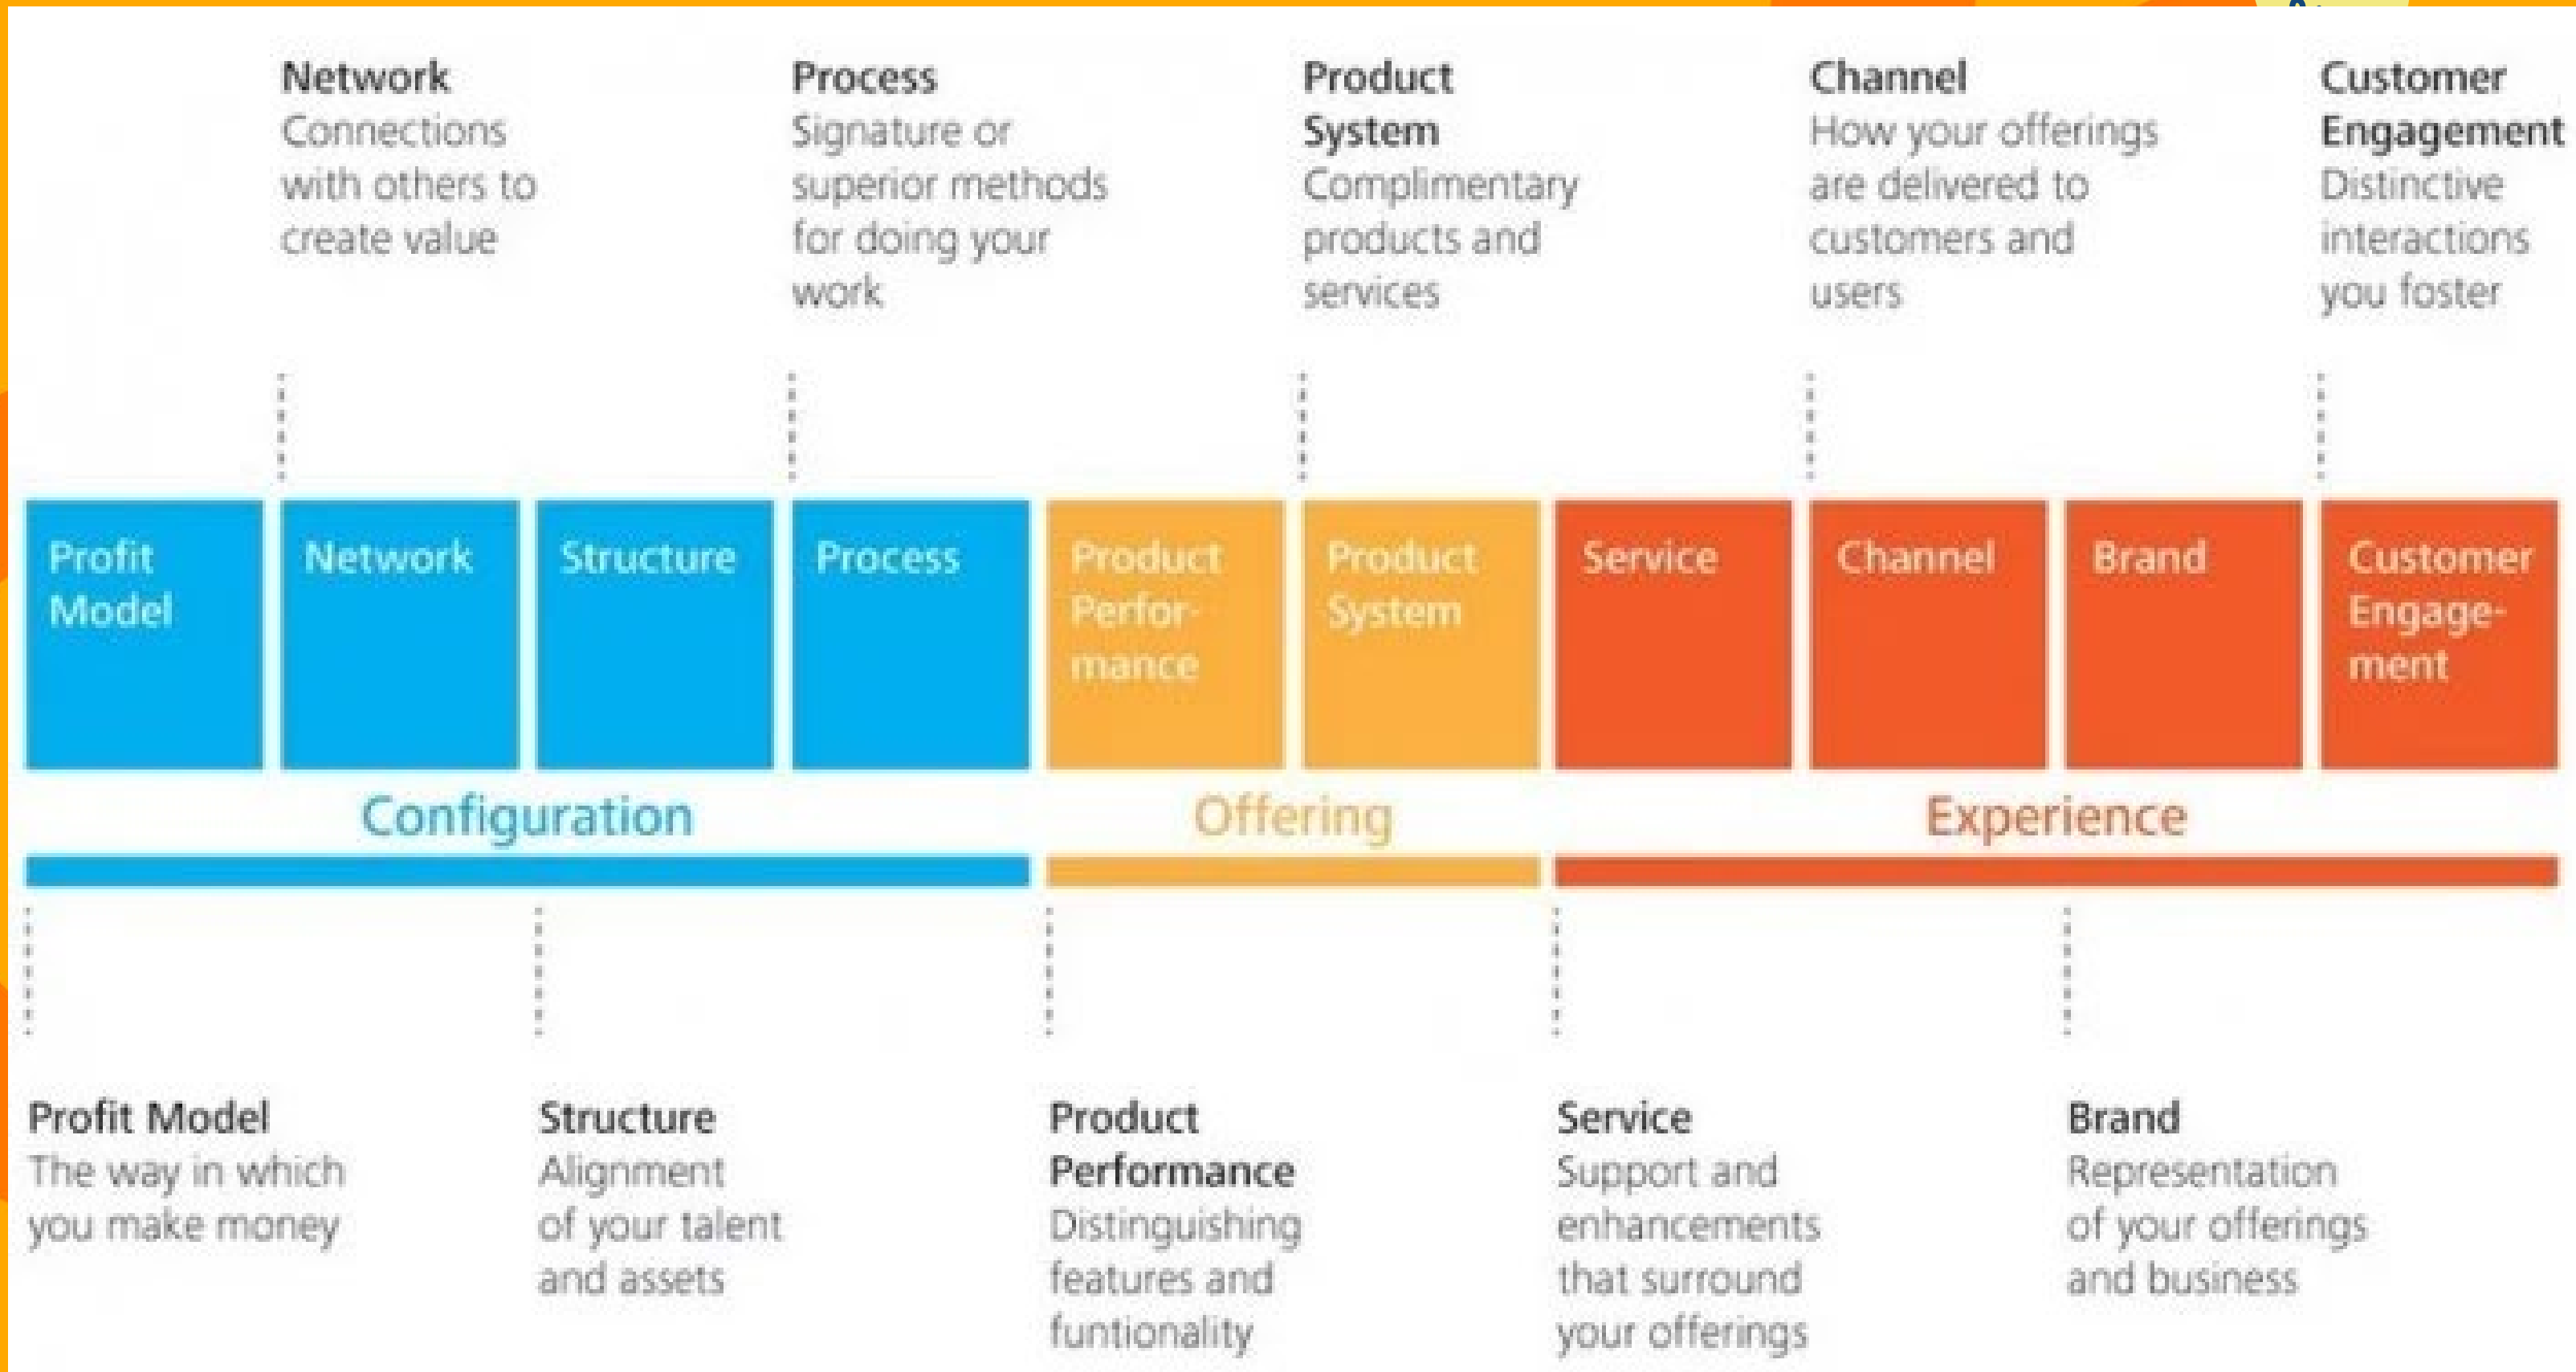 Network
Connections
with others to
create value
Process
Signature or
superior methods
for doing your
work
Product
System
Complimentary
products and
services
Channel
How your offerings
are delivered to
customers and
users
Customer
Engagement
Distinctive
interactions
you foster
Profit
Model
Network
Structure
Process
Product
Perfor-
mance
Product
System
Service
Channel
Brand
Customer
Engage-
ment
Configuration
Offering
Experience
Profit Model
The way in which
you make money
Structure
Alignment
of your talent
and assets
Product
Performance
Distinguishing
features and
funtionality
Service
Support and
enhancements
that surround
your offerings
Brand
Representation
of your offerings
and business